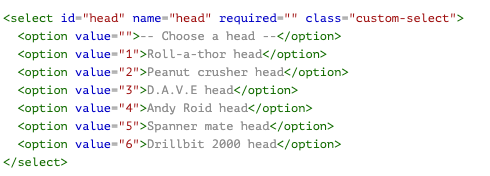 <select id="head" name="head" required="" class="custom-select">
  <option value="">-- Choose a head --</option>
  <option value="1">Roll-a-thor head</option>
  <option value="2">Peanut crusher head</option>
  <option value="3">D.A.V.E head</option>
  <option value="4">Andy Roid head</option>
  <option value="5">Spanner mate head</option>
  <option value="6">Drillbit 2000 head</option>
</select>